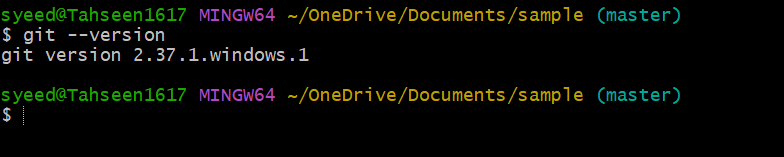 syeed@Tahseen1617 MINGW64 ~/OneDrive/Documents/sample (master)
$ git --version
git version 2.37.1.windows.1
syeed@Tahseen1617 MINGW64 ~/OneDrive/Documents/sample (master)
$